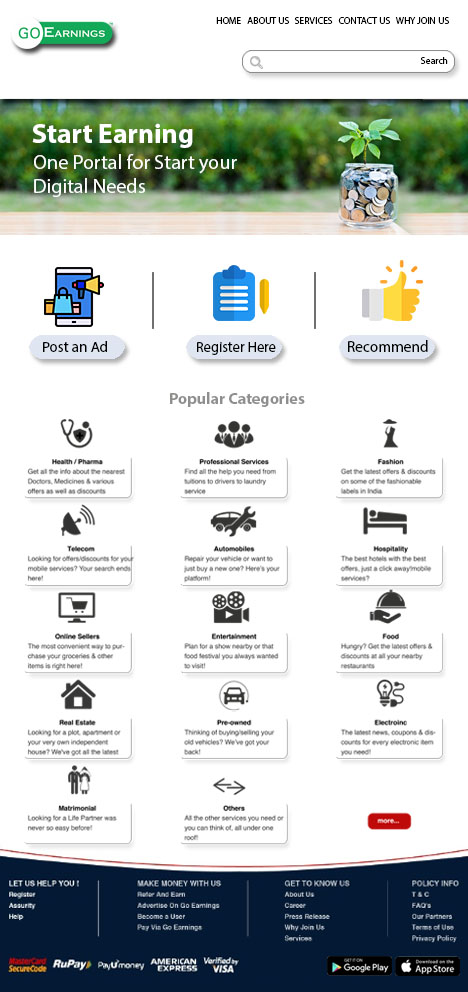 GO EARNINGS
HOME ABOUT US SERVICES CONTACT US WHY JOIN US
Search
Start Earning
One Portal for Start your
Digital Needs
Post an Ad
Register Here
Recommend
Popular Categories
Health / Pharma
Get all the info about the nearest
Doctors, Medicines & various
offers as well as discounts
Professional Services
Find all the help you need from
tuitions to drivers to laundry
service
Fashion
Get the latest offers & discounts
on some of the fashionable
labels in India
Telecom
Looking for offers/discounts for your
mobile services? Your search ends
here!
Automobiles
Repair your vehicle or want to
just buy a new one? Here's your
platform!
Hospitality
The best hotels with the best
offers, just a click away!mobile
services?
Online Sellers
The most convenient way to pur-
chase your groceries & other
items is right here!
Entertainment
Plan for a show nearby or that
food festival you always wanted
to visit!
Food
Hungry? Get the latest offers &
discounts at all your nearby
restaurants
Real Estate
Looking for a plot, apartment or
your very own independent
house? We've got all the latest
Pre-owned
Thinking of buying/selling your
old vehicles? We've got your
back!
Electroinc
The latest news, coupons & dis-
counts for every electronic item
you need!
Matrimonial
Looking for a Life Partner was
never so easy before!
Others
All the other services you need or
you can think of, all under one
roof!
more...
LET US HELP YOU !
Register
Assurity
Help
MAKE MONEY WITH US
Refer And Earn
Advertise On Go Earnings
Become a User
Pay Via Go Earnings
GET TO KNOW US
About Us
Career
Press Release
Why Join Us
Services
POLICY INFO
T & C
FAQ's
Our Partners
Terms of Use
Privacy Policy
MasterCard
SecureCode
RuPay
PayUmoney
AMERICAN
EXPRESS
Verified by
VISA
GET IT ON
Google Play
Download on the
App Store